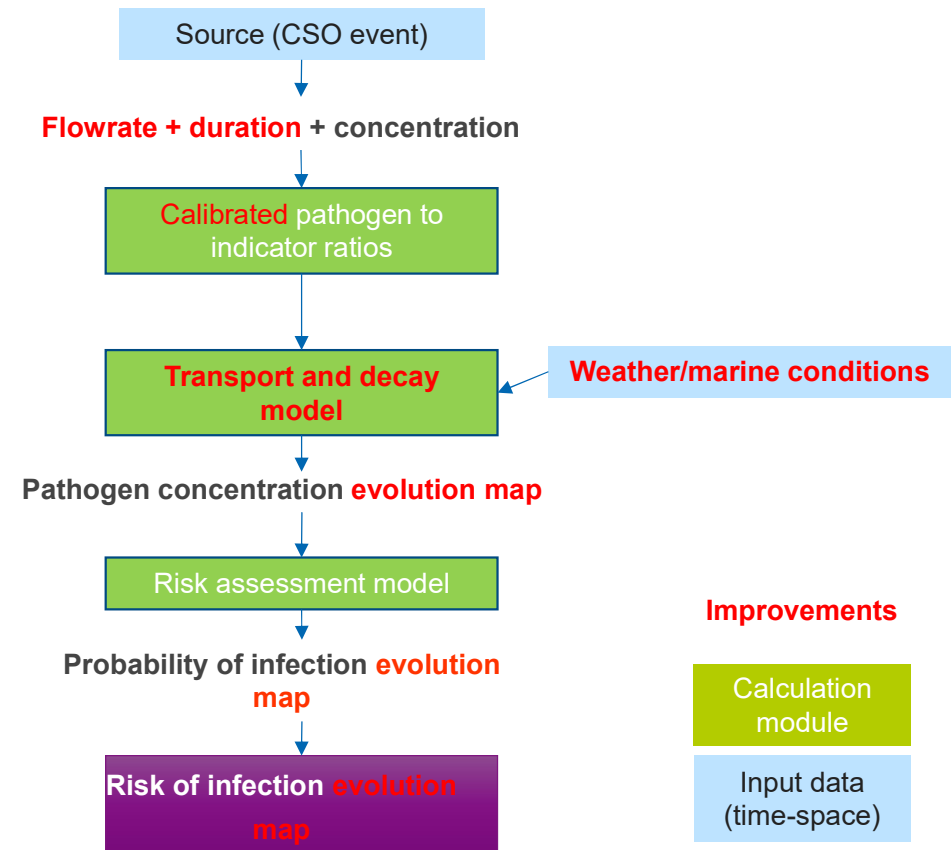 Source (CSO event)
Flowrate + duration + concentration
Calibrated pathogen to
indicator ratios
Transport and decay
model
Weather/marine conditions
Pathogen concentration evolution map
Risk assessment model
Probability of infection evolution
map
Risk of infection evolution
map
Improvements
Calculation
module
Input data
(time-space)